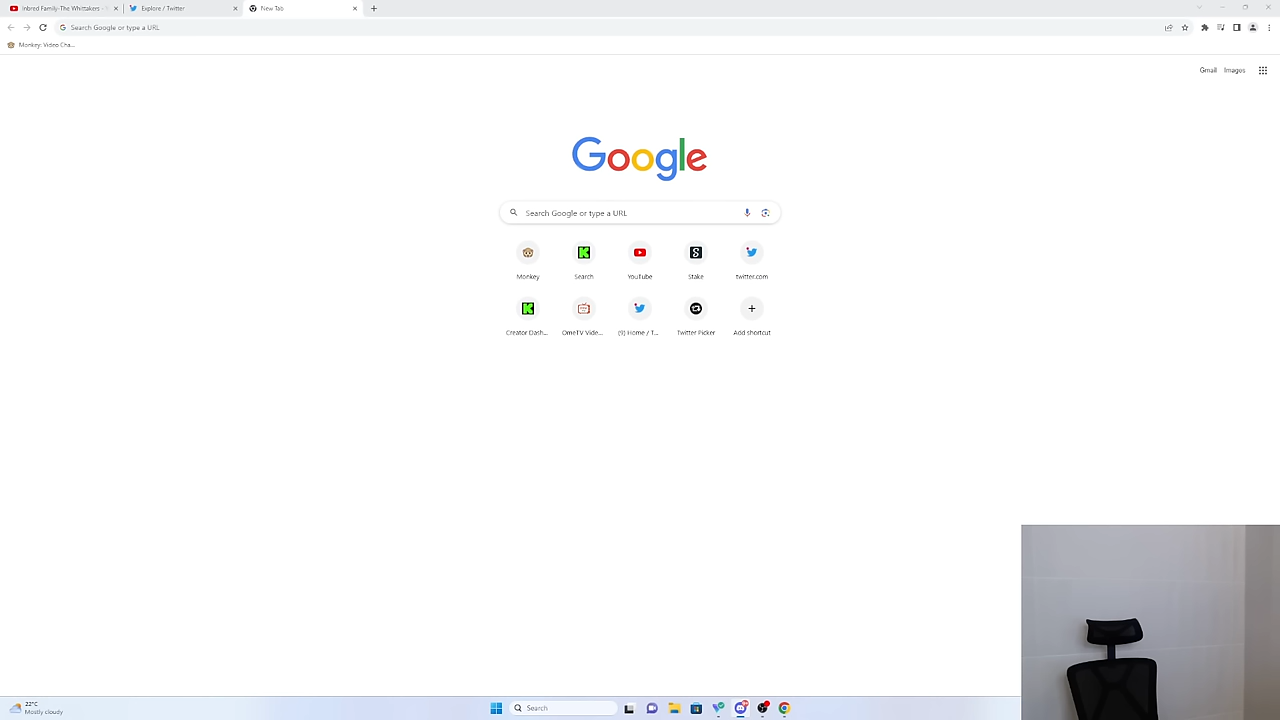 Inbred Family-The Whittakers -
Explore / Twitter
New Tab
Search Google or type a URL
Monkey: Video Cha...
Gmail
Images
Google
Search Google or type a URL
Monkey
Search
YouTube
Stake
twitter.com
Creator Dash...
OmeTV Vide...
(9) Home / T...
Twitter Picker
Add shortcut
22°C
Mostly cloudy
Search